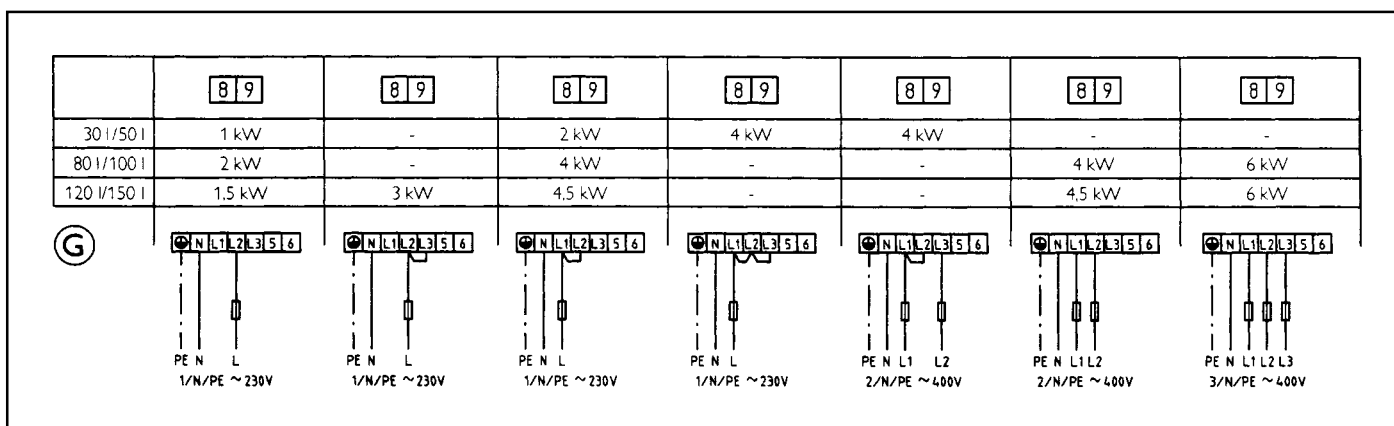 8 9 8 9 8 9 8 9 8 9 8 9 8 9
30 l/50 l 1 kW - 2 kW 4 kW 4 kW - -
80 l/100 l 2 kW - 4 kW - - 4 kW 6 kW
120 l/150 l 1,5 kW 3 kW 4,5 kW - - 4,5 kW 6 kW
G
N L1 L2 L3 5 6 N L1 L2 L3 5 6 N L1 L2 L3 5 6 N L1 L2 L3 5 6 N L1 L2 L3 5 6 N L1 L2 L3 5 6 N L1 L2 L3 5 6
PE N L PE N L PE N L PE N L PE N L1 L2 PE N L1 L2 PE N L1 L2 L3
1/N/PE ~ 230V 1/N/PE ~ 230V 1/N/PE ~ 230V 1/N/PE ~ 230V 2/N/PE ~ 400V 2/N/PE ~ 400V 3/N/PE ~ 400V